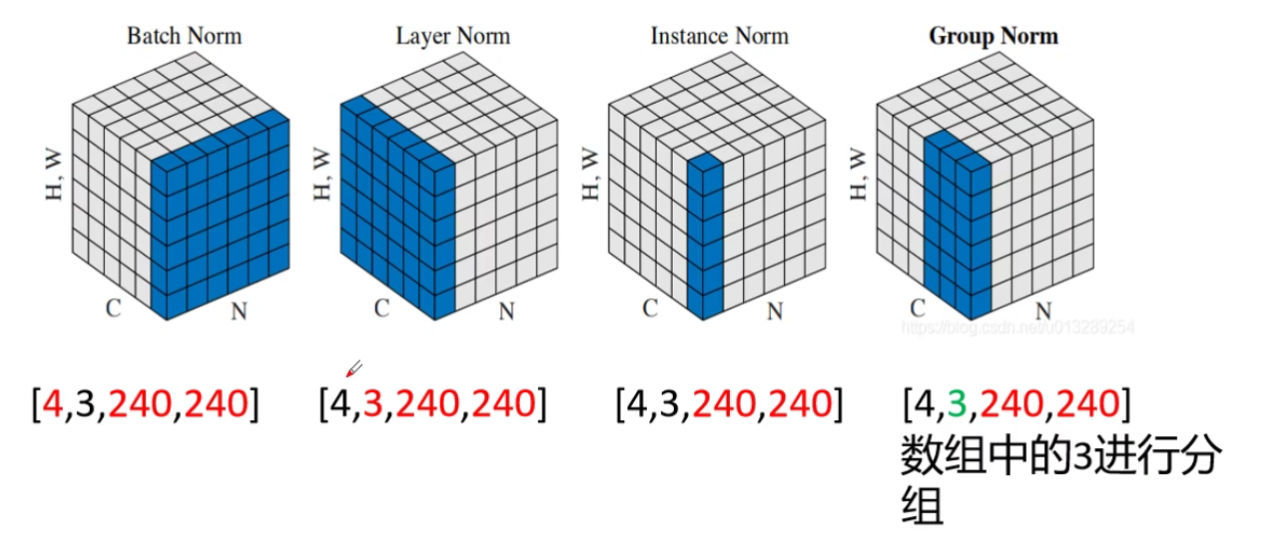 Batch Norm
Layer Norm
Instance Norm
Group Norm
H, W
H, W
H, W
H, W
C
N
C
N
C
N
C
N
https://blog.csdn.net/u013289254
[4,3,240,240]
[4,3,240,240]
[4,3,240,240]
[4,3,240,240]
数组中的3进行分
组